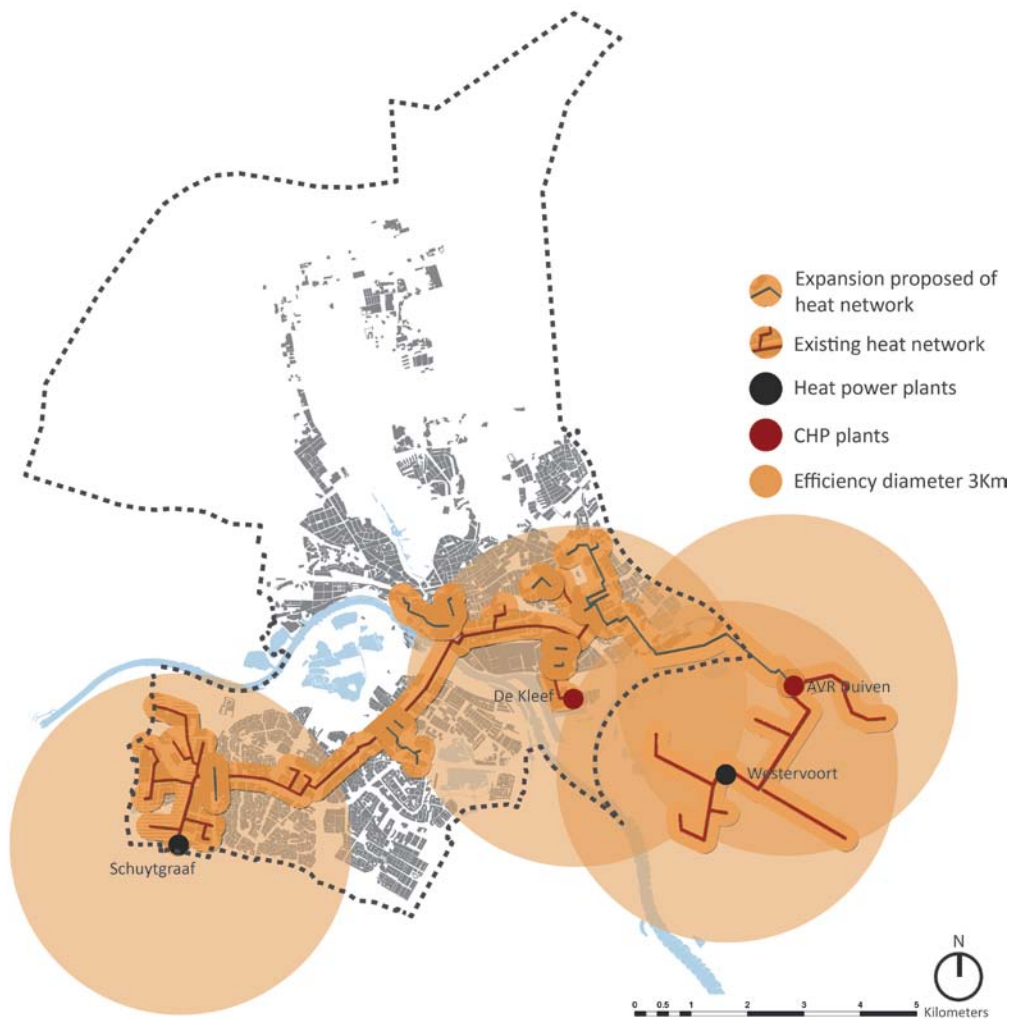 Expansion proposed of
heat network
Existing heat network
Heat power plants
CHP plants
Efficiency diameter 3Km
De Kleef
AVR Duiven
Westervoort
Schuytgraaf
N
0 0.5 1 2 3 4 5
Kilometers